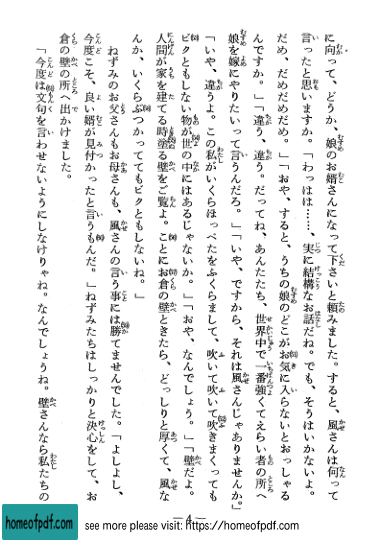 に向って、どうか、娘のお婿さんになって下さいと頼みました。すると、風さんは何って
言ったと思いますか。「わっはは……、実に結構なお話だね。でも、そうはいかないよ。
だめ、だめだめだめ。」「おや、すると、うちの娘のどこがお気に入らないとおっしゃる
んですか。」「違う、違う。だってね、あんたたち、世界中で一番強くてえらい者の所へ
娘を嫁にやりたいって言うんだろ。」「いや、ですから、それは風さんじゃありませんか。」
「いや、違うよ。この私がいくらほっぺたをふくらまして、吹いて吹いて吹きまくっても
ビクともしない物が世の中にはあるじゃないか。」「おや、なんでしょう。」「壁だよ。
人間が家を建てる時塗る壁をご覧よ。ことにお倉の壁ときたら、どっしりと厚くて、風な
んか、いくらぶつかってもビクともしないね。」
ねずみのお父さんもお母さんも、風さんの言う事には勝てませんでした。「よしよし、
今度こそ、良い婿が見付かったと言うもんだ。」ねずみたちはしっかりと決心をして、お
倉の壁の所へ出かけました。
「今度は文句を言わせないようにしなけりゃね。なんでしょうね。壁さんなら私たちの
—4—
homeofpdf.com
see more please visit: https://homeofpdf.com